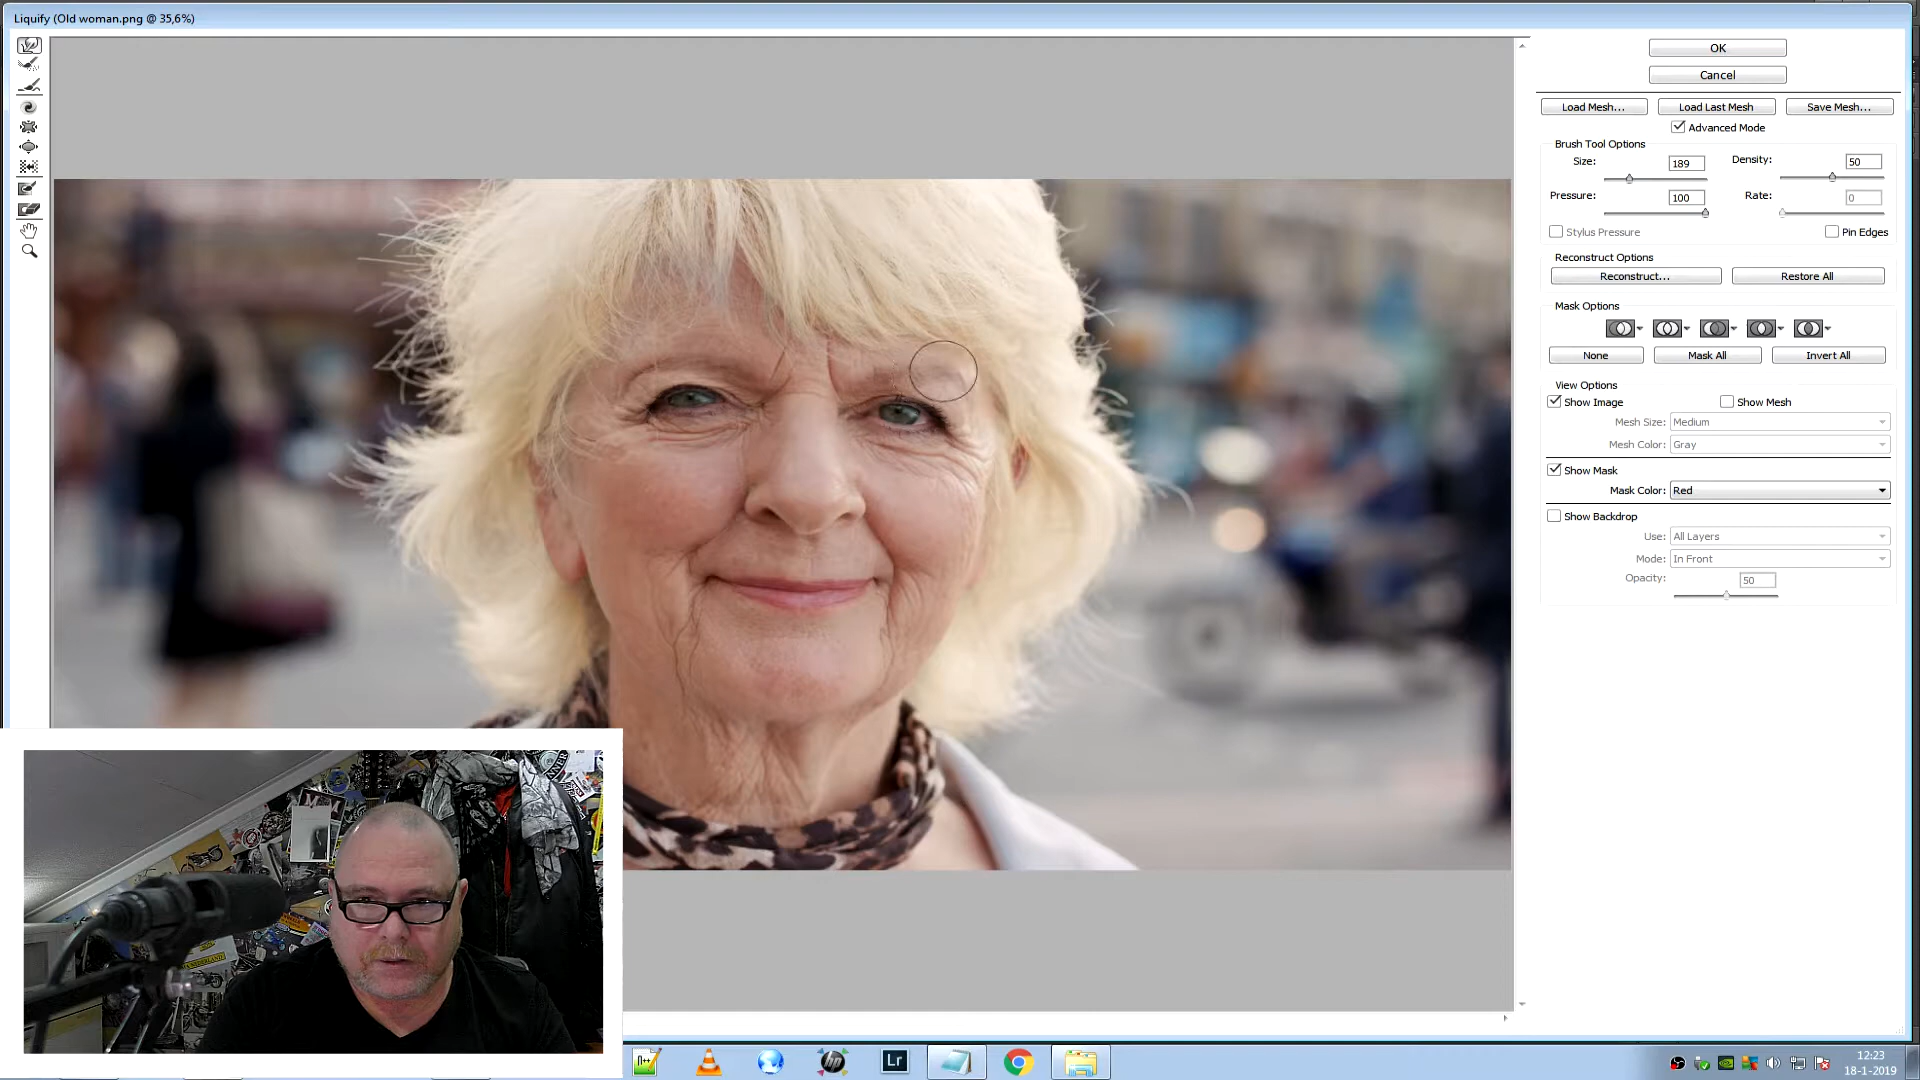 Liquify (Old woman.png @ 35,6%)
OK
Cancel
Load Mesh...
Load Last Mesh
Save Mesh...
Advanced Mode
Brush Tool Options
Size:
189
Density:
50
Pressure:
100
Rate:
0
Stylus Pressure
Pin Edges
Reconstruct Options
Reconstruct...
Restore All
Mask Options
None
Mask All
Invert All
View Options
Show Image
Show Mesh
Mesh Size:
Medium
Mesh Color:
Gray
Show Mask
Mask Color:
Red
Show Backdrop
Use:
All Layers
Mode:
In Front
Opacity:
50
Lr
12:23
18-1-2019